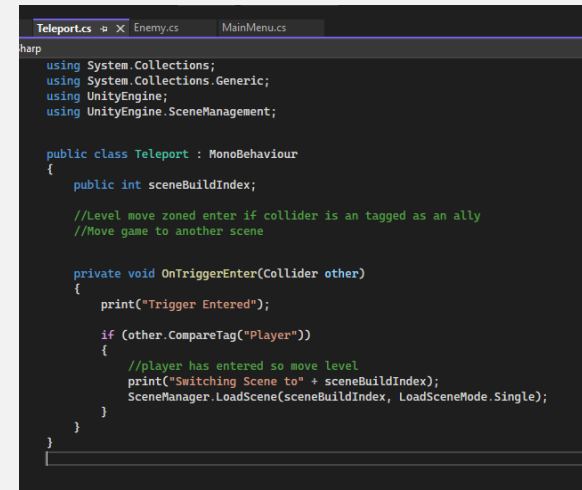 Teleport.cs Enemy.cs MainMenu.cs
harp
using System.Collections;
using System.Collections.Generic;
using UnityEngine;
using UnityEngine.SceneManagement;
public class Teleport : MonoBehaviour
{
public int sceneBuildIndex;
//Level move zoned enter if collider is an tagged as an ally
//Move game to another scene
private void OnTriggerEnter(Collider other)
{
print("Trigger Entered");
if (other.CompareTag("Player"))
{
//player has entered so move level
print("Switching Scene to" + sceneBuildIndex);
SceneManager.LoadScene(sceneBuildIndex, LoadSceneMode.Single);
}
}
}